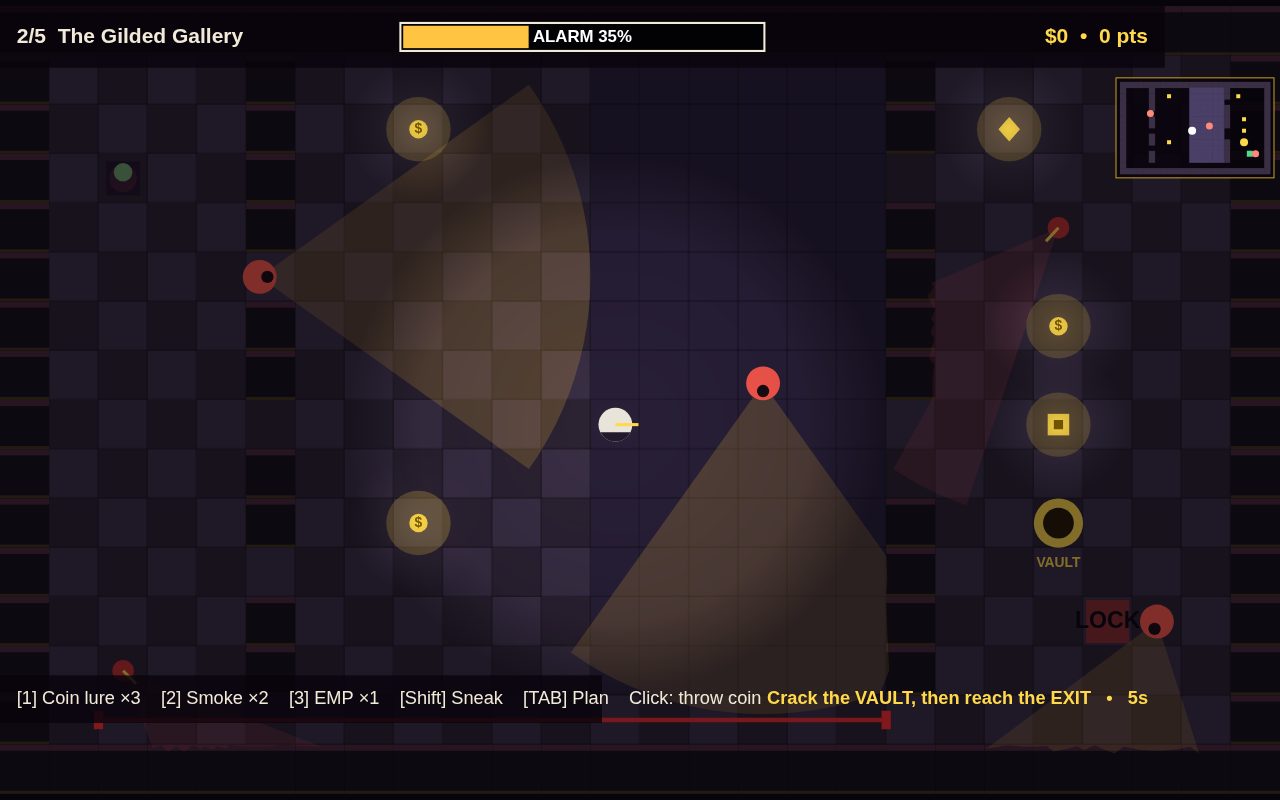 2/5 The Gilded Gallery
ALARM 35%
$0 • 0 pts
$
$
$
VAULT
LOCK
[1] Coin lure ×3 [2] Smoke ×2 [3] EMP ×1 [Shift] Sneak [TAB] Plan Click: throw coin Crack the VAULT, then reach the EXIT • 5s